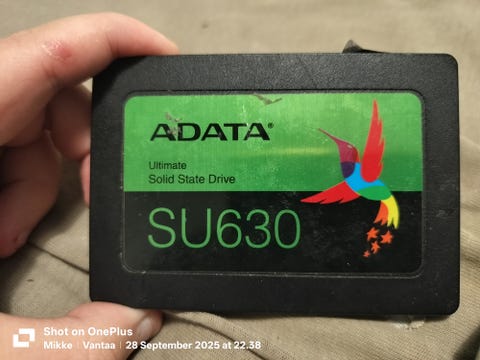 ADATA®
Ultimate
Solid State Drive
SU630
Shot on OnePlus
Mikke | Vantaa | 28 September 2025 at 22.38